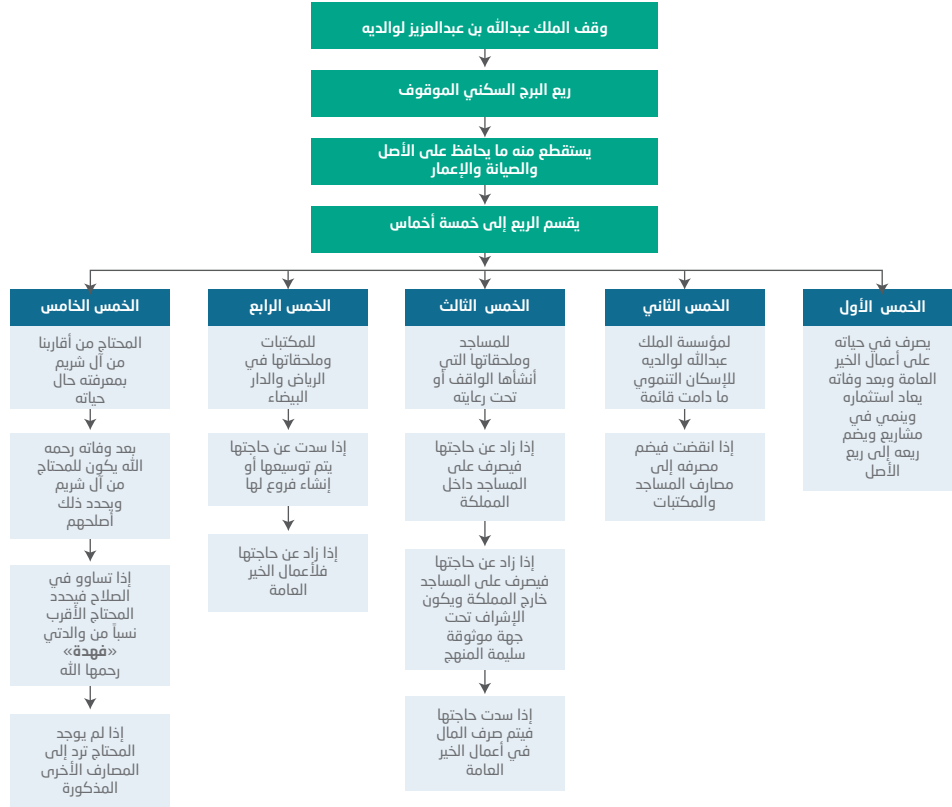 وقف الملك عبدالله بن عبدالعزيز لوالديه
ريع البرج السكني الموقوف
يستقطع منه ما يحافظ على الأصل
والصيانة والإعمار
يقسم الريع إلى خمسة أخماس
الخمس الأول
يصرف في حياته
على أعمال الخير
العامة وبعد وفاته
يعاد استثماره
وينمي في
مشاريع ويضم
ريعه إلى ريع
الأصل
الخمس الثاني
لمؤسسة الملك
عبدالله لوالديه
للإسكان التنموي
ما دامت قائمة
إذا انقضت فيضم
مصرفه إلى
مصارف المساجد
والمكتبات
الخمس الثالث
للمساجد
وملحقاتها التي
أنشأها الواقف أو
تحت رعايته
إذا زاد عن حاجتها
فيصرف على
المساجد داخل
المملكة
إذا زاد عن حاجتها
فيصرف على المساجد
خارج المملكة ويكون
الإشراف تحت
جهة موثوقة
سليمة المنهج
إذا سدت حاجتها
فيتم صرف المال
في أعمال الخير
العامة
الخمس الرابع
للمكتبات
وملحقاتها في
الرياض والدار
البيضاء
إذا سدت عن حاجتها
يتم توسيعها أو
إنشاء فروع لها
إذا زاد عن حاجتها
فلأعمال الخير
العامة
الخمس الخامس
المحتاج من أقاربنا
من آل شريم
بمعرفته حال
حياته
بعد وفاته رحمه
الله يكون للمحتاج
من آل شريم
ويحدد ذلك
أصلحهم
إذا تساوو في
الصلاح فيحدد
المحتاج الأقرب
نسباً من والدتي
«فهدة»
رحمها الله
إذا لم يوجد
المحتاج ترد إلى
المصارف الأخرى
المذكورة